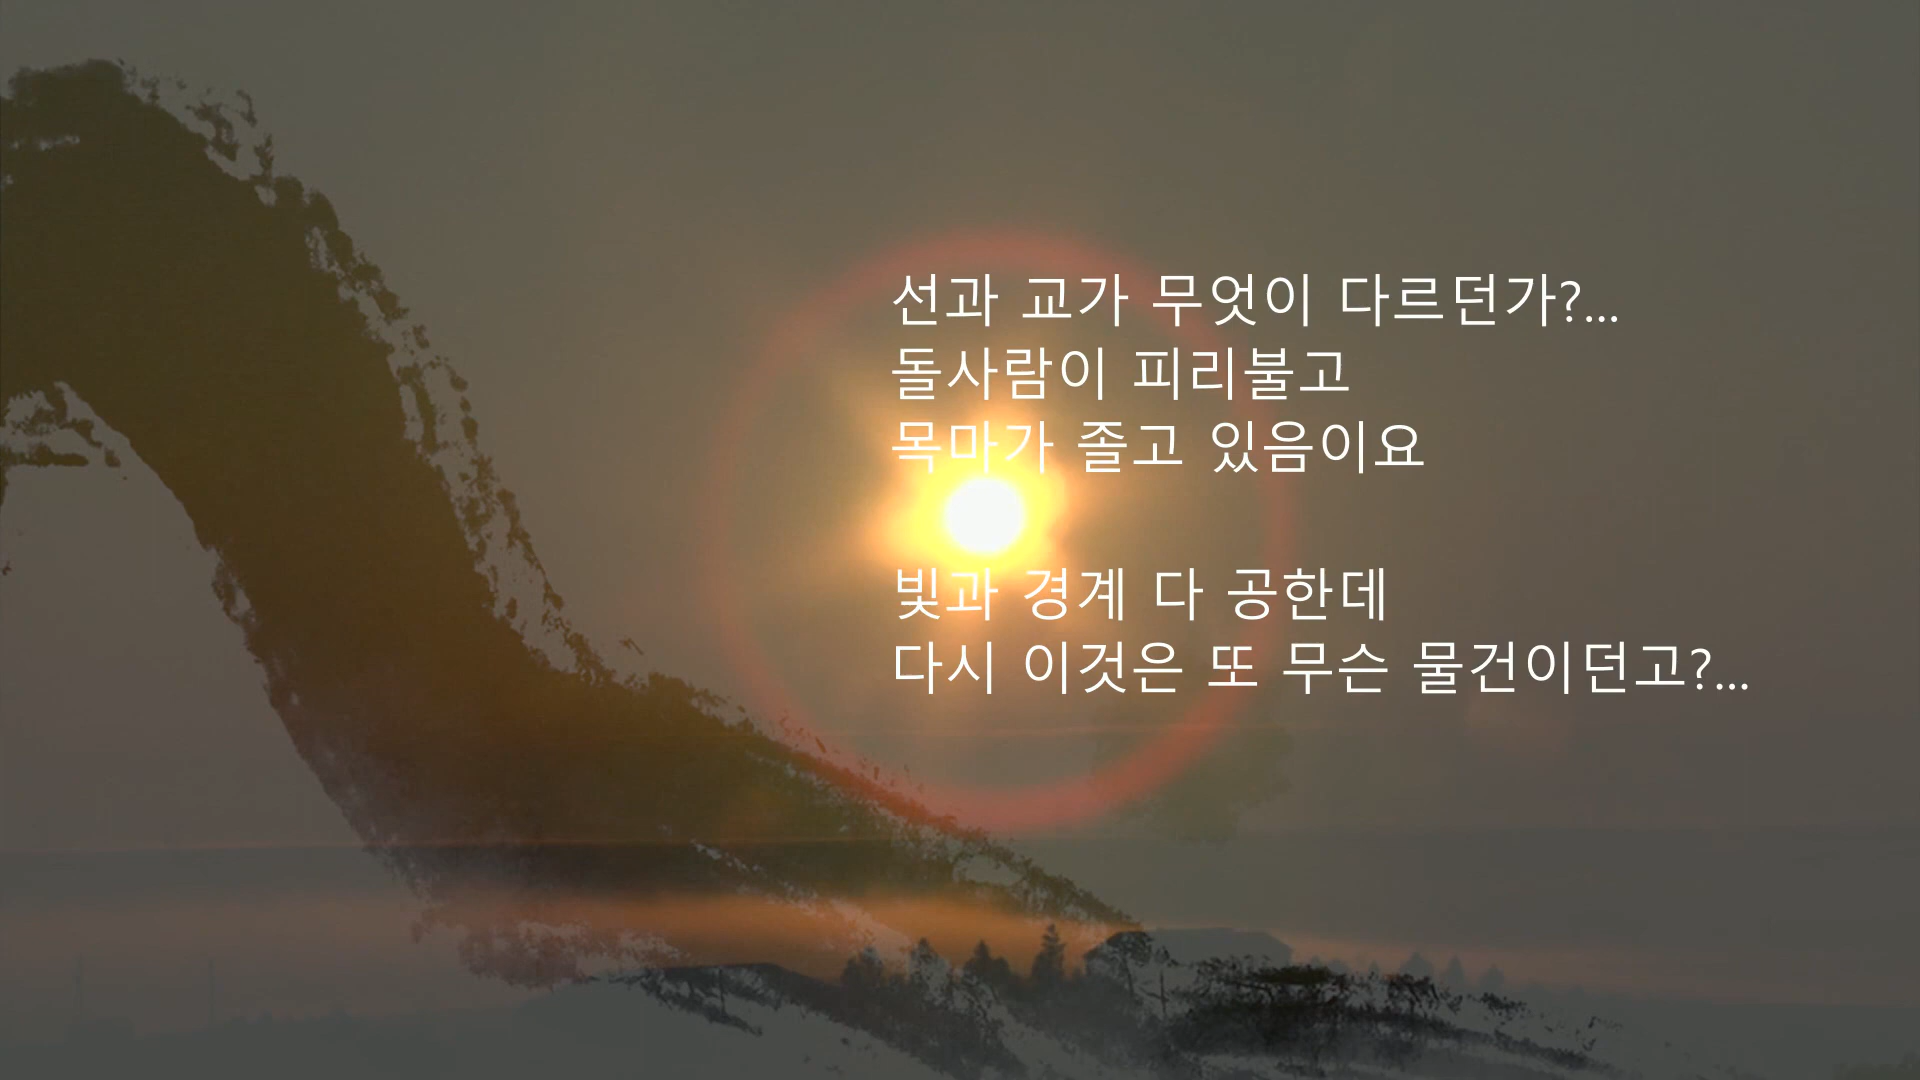 선과 교가 무엇이 다르던가?...
돌사람이 피리불고
목마가 졸고 있음이요
빛과 경계 다 공한데
다시 이것은 또 무슨 물건이던고?...